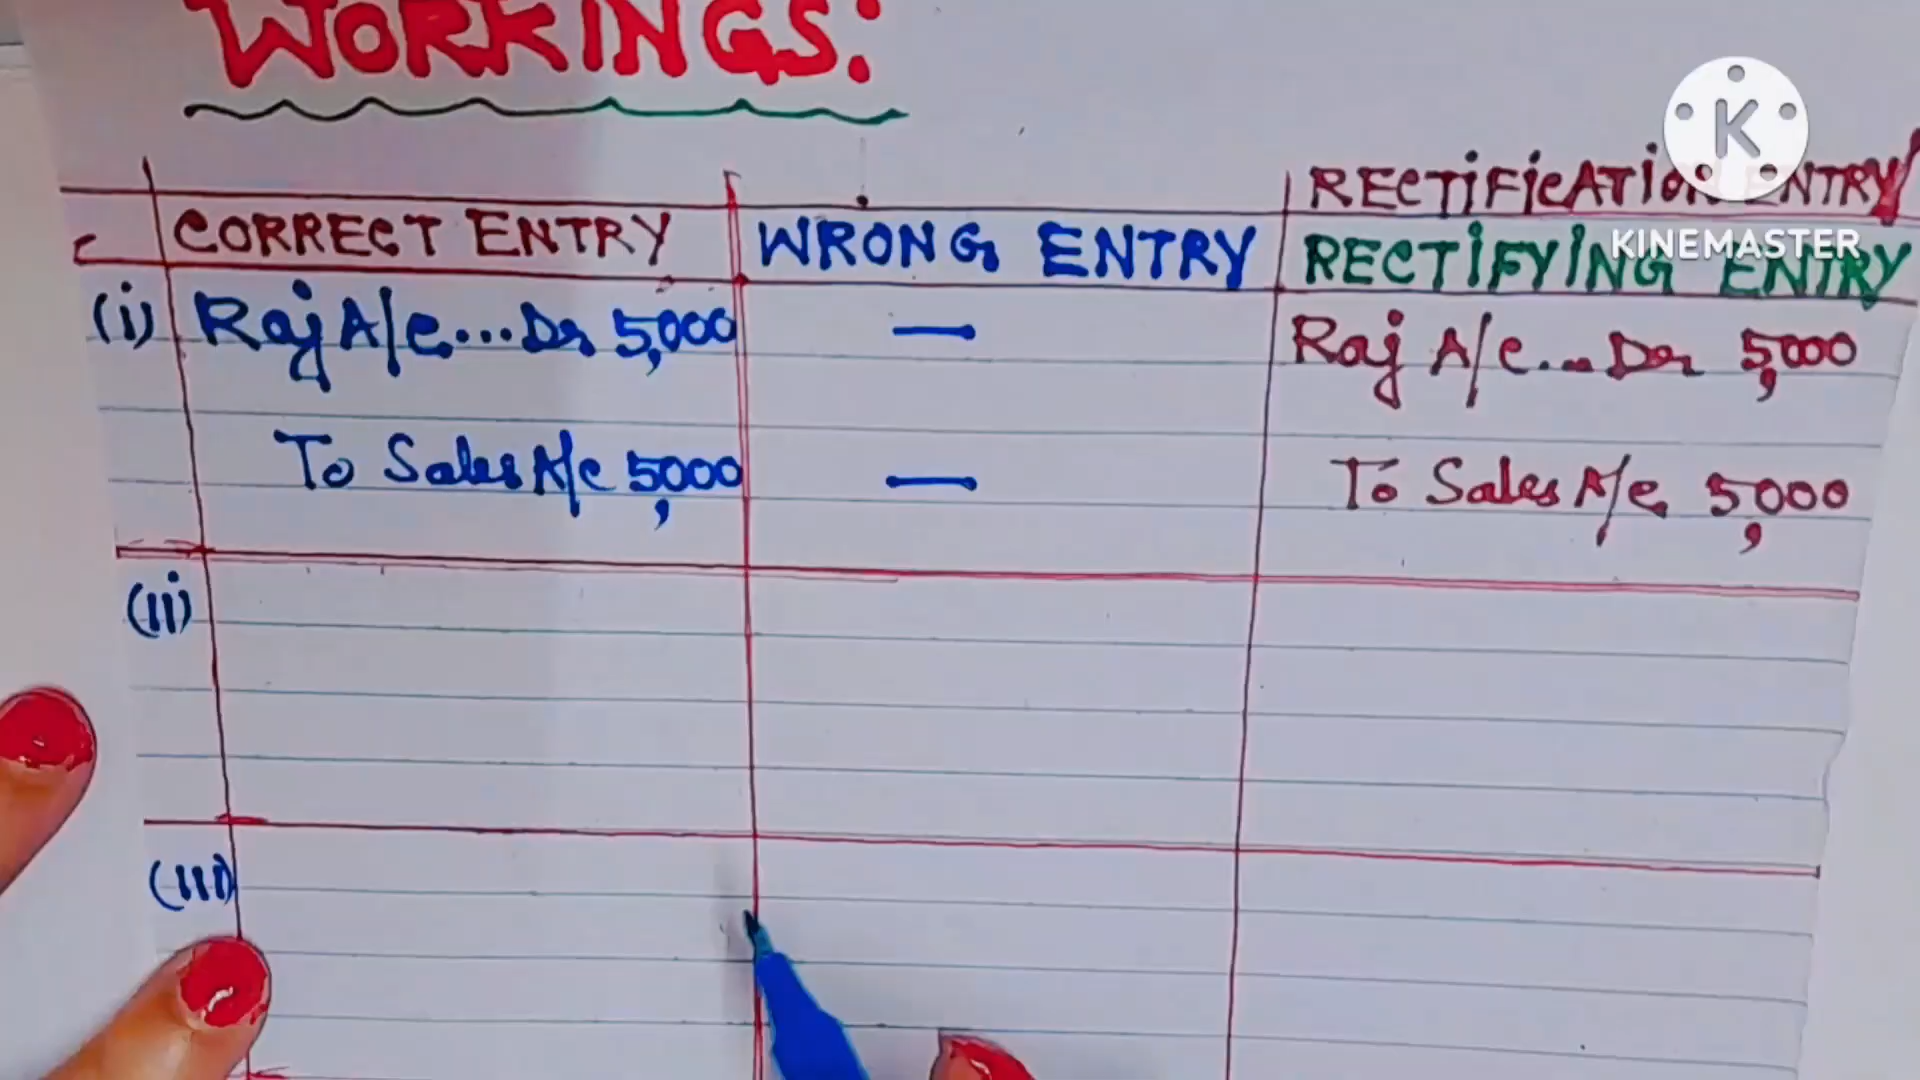 WORKINGS:
RECTIFICATION ENTRY
CORRECT ENTRY WRONG ENTRY RECTIFYING ENTRY
K
KINEMASTER
(i) Raj A/c...Dr 5,000 — Raj A/c...Dr 5,000
To Sales A/c 5,000 — To Sales A/c 5,000
(ii)
(iii)